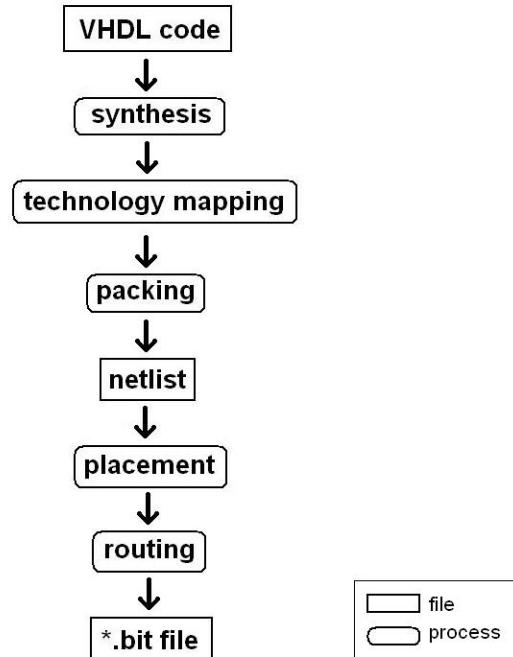 VHDL code
synthesis
technology mapping
packing
netlist
placement
routing
*.bit file
file
process